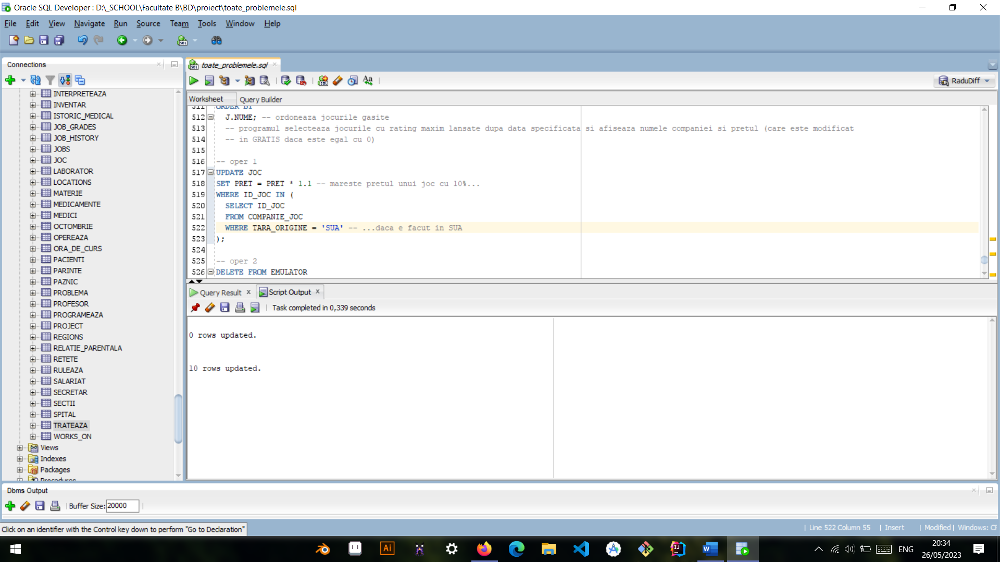 Oracle SQL Developer : D:\_SCHOOL\Facultate B\BD\proiect\toate_problemele.sql
File Edit View Navigate Run Source Team Tools Window Help
Connections
INTERPRETEAZA
INVENTAR
ISTORIC_MEDICAL
JOB_GRADES
JOB_HISTORY
JOBS
JOC
LABORATOR
LOCATIONS
MATERIE
MEDICAMENTE
MEDICI
OCTOMBRIE
OPEREAZA
ORA_DE_CURS
PACIENTI
PARINTE
PAZNIC
PROBLEMA
PROFESOR
PROGRAMEAZA
PROJECT
REGIONS
RELATIE_PARENTALA
RETETE
RULEAZA
SALARIAT
SECRETAR
SECTII
SPITAL
TRATEAZA
WORKS_ON
Views
Indexes
Packages
Procedures
toate_problemele.sql
RaduDiff
Worksheet Query Builder
511 ORDER BY
512 J.NUME; -- ordoneaza jocurile gasite
513 -- programul selecteaza jocurile cu rating maxim lansate dupa data specificata si afiseaza numele companiei si pretul (care este modificat
514 -- in GRATIS daca este egal cu 0)
515
516 -- oper 1
517 UPDATE JOC
518 SET PRET = PRET * 1.1 -- mareste pretul unui joc cu 10%...
519 WHERE ID_JOC IN (
520 SELECT ID_JOC
521 FROM COMPANIE_JOC
522 WHERE TARA_ORIGINE = 'SUA' -- ...daca e facut in SUA
523 );
524
525 -- oper 2
526 DELETE FROM EMULATOR
Query Result x Script Output x
Task completed in 0,339 seconds
0 rows updated.
10 rows updated.
Dbms Output
Buffer Size: 20000
Click on an identifier with the Control key down to perform "Go to Declaration"
| Line 522 Column 55 | Insert | Modified | Windows: CF
ENG
20:34
26/05/2023